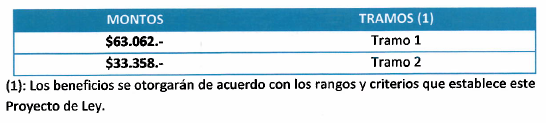 MONTOS TRAMOS (1)
$63.062.- Tramo 1
$33.358.- Tramo 2
(1): Los beneficios se otorgarán de acuerdo con los rangos y criterios que establece este
Proyecto de Ley.